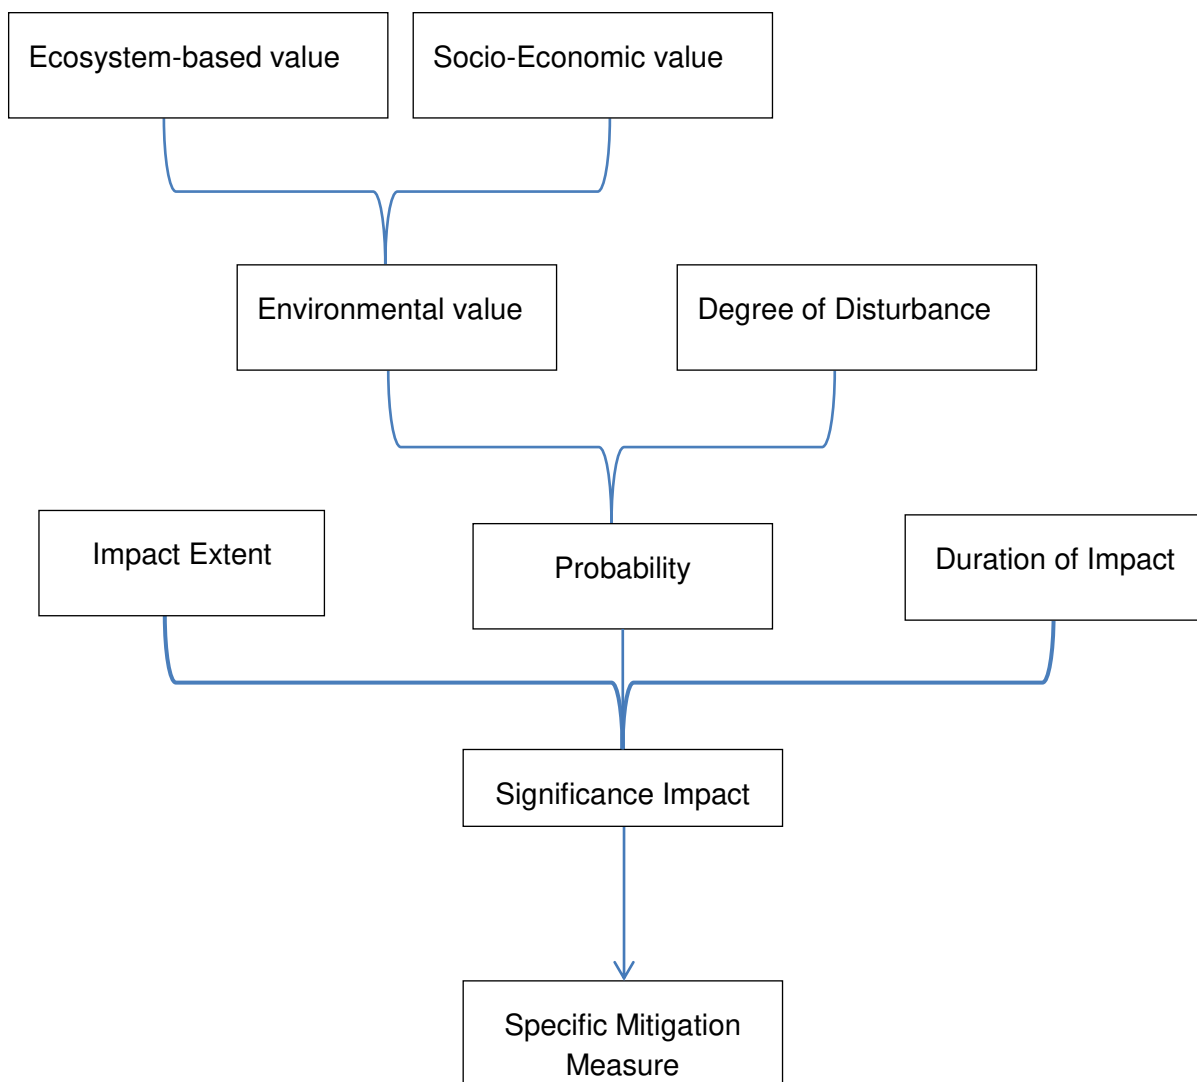 Ecosystem-based value
Socio-Economic value
Environmental value
Degree of Disturbance
Impact Extent
Probability
Duration of Impact
Significance Impact
Specific Mitigation
Measure